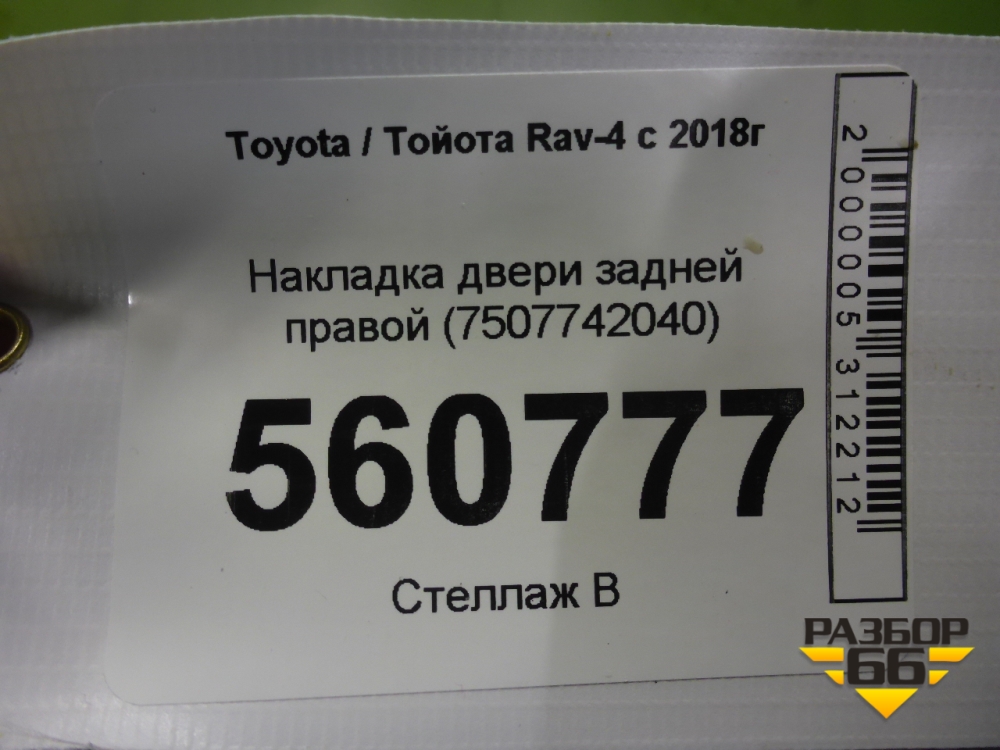 Toyota / Тойота Rav-4 с 2018г
Накладка двери задней
правой (7507742040)
560777
Стеллаж В
2000005312212
РАЗБОР
66